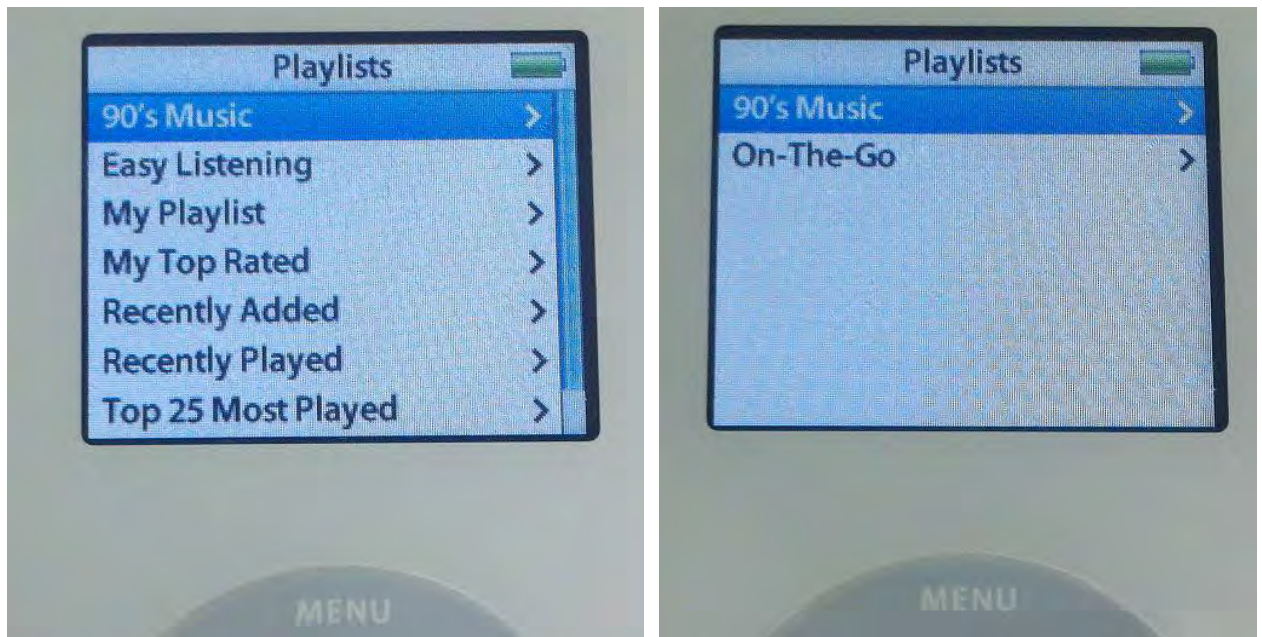 Playlists
90's Music
Easy Listening
My Playlist
My Top Rated
Recently Added
Recently Played
Top 25 Most Played
MENU
Playlists
90's Music
On-The-Go
MENU